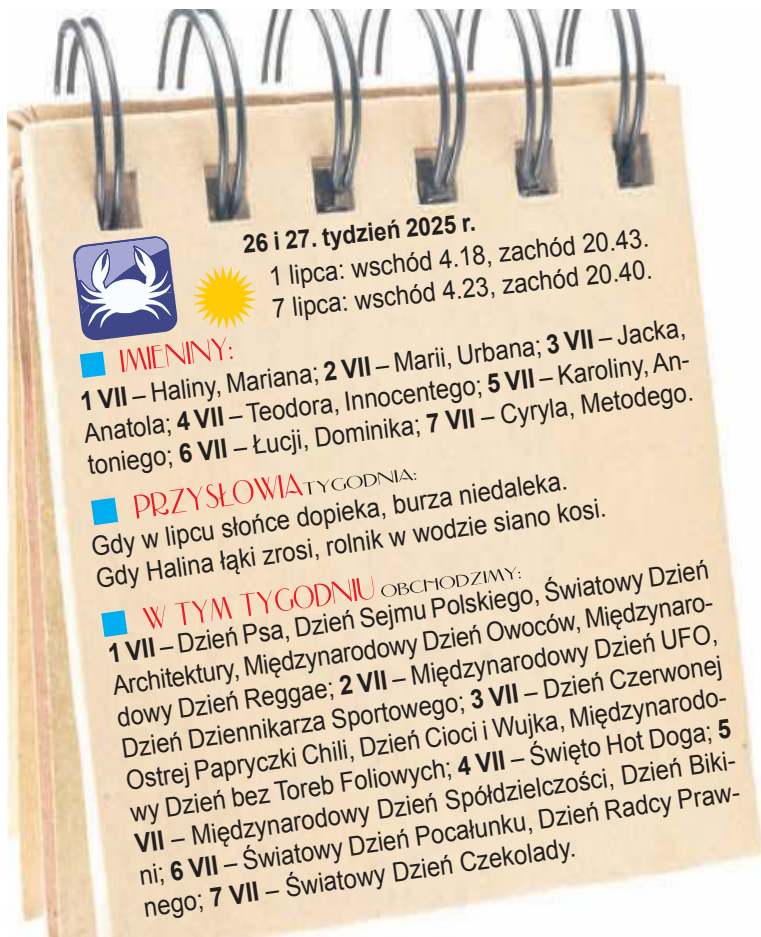 26 i 27. tydzień 2025 r.
1 lipca: wschód 4.18, zachód 20.43.
7 lipca: wschód 4.23, zachód 20.40.
IMIENINY:
1 VII – Haliny, Mariana; 2 VII – Marii, Urbana; 3 VII – Jacka,
Anatola; 4 VII – Teodora, Innocentego; 5 VII – Karoliny, An-
toniego; 6 VII – Łucji, Dominika; 7 VII – Cyryla, Metodego.
PRZYSŁOWIA TYGODNIA:
Gdy w lipcu słońce dopieka, burza niedaleka.
Gdy Halina łąki zrosi, rolnik w wodzie siano kosi.
W TYM TYGODNIU OBCHODZIMY:
1 VII – Dzień Psa, Dzień Sejmu Polskiego, Światowy Dzień
Architektury, Międzynarodowy Dzień Owoców, Międzynaro-
dowy Dzień Reggae; 2 VII – Międzynarodowy Dzień UFO,
Dzień Dziennikarza Sportowego; 3 VII – Dzień Czerwonej
Ostrej Papryczki Chili, Dzień Cioci i Wujka, Międzynarodo-
wy Dzień bez Toreb Foliowych; 4 VII – Święto Hot Doga; 5
VII – Międzynarodowy Dzień Spółdzielczości, Dzień Biki-
ni; 6 VII – Światowy Dzień Pocałunku, Dzień Radcy Praw-
nego; 7 VII – Światowy Dzień Czekolady.